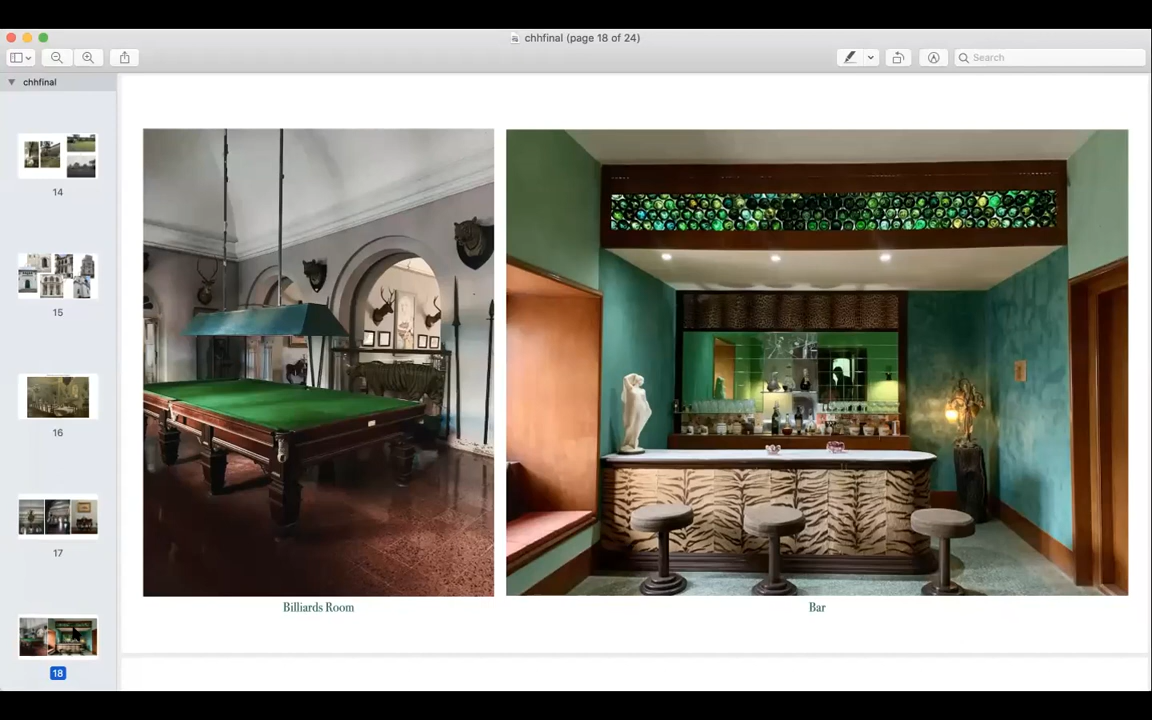 chhfinal (page 18 of 24)
Search
chhfinal
14
15
16
17
18
Billiards Room
Bar